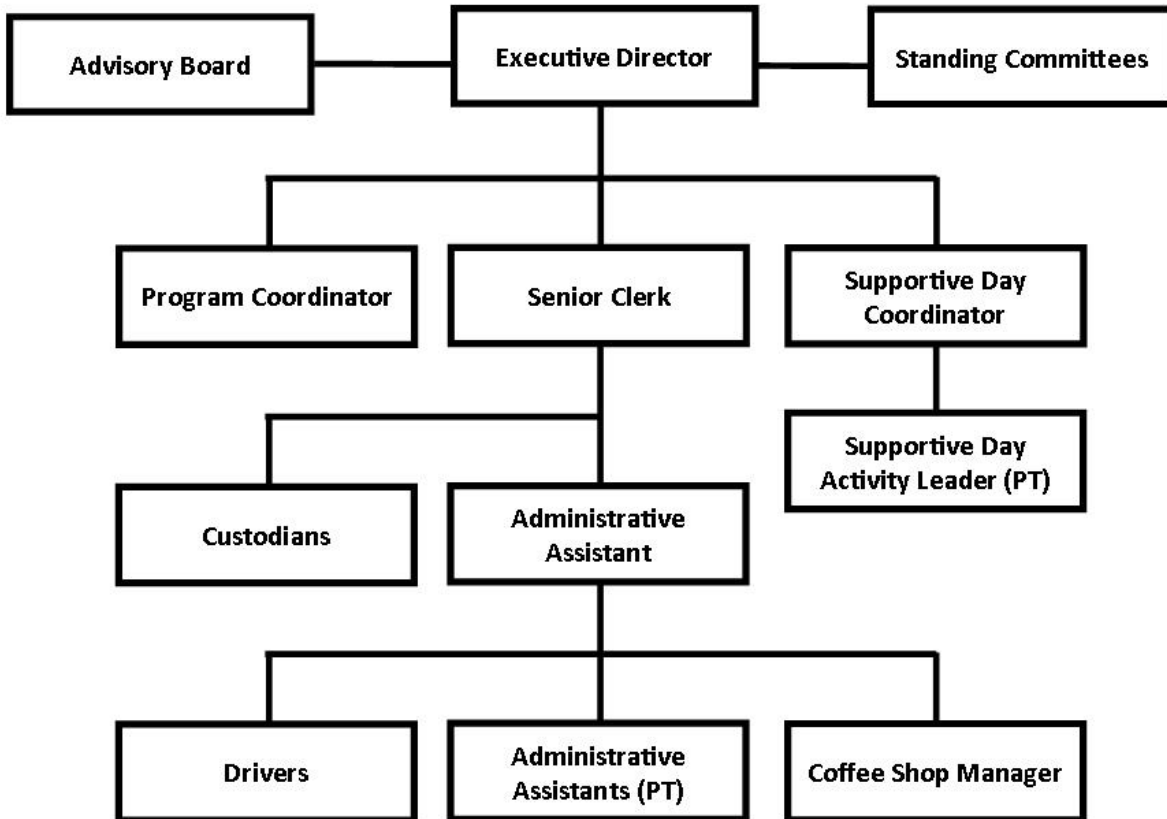 Advisory Board
Executive Director
Standing Committees
Program Coordinator
Senior Clerk
Supportive Day
Coordinator
Supportive Day
Activity Leader (PT)
Custodians
Administrative
Assistant
Drivers
Administrative
Assistants (PT)
Coffee Shop Manager